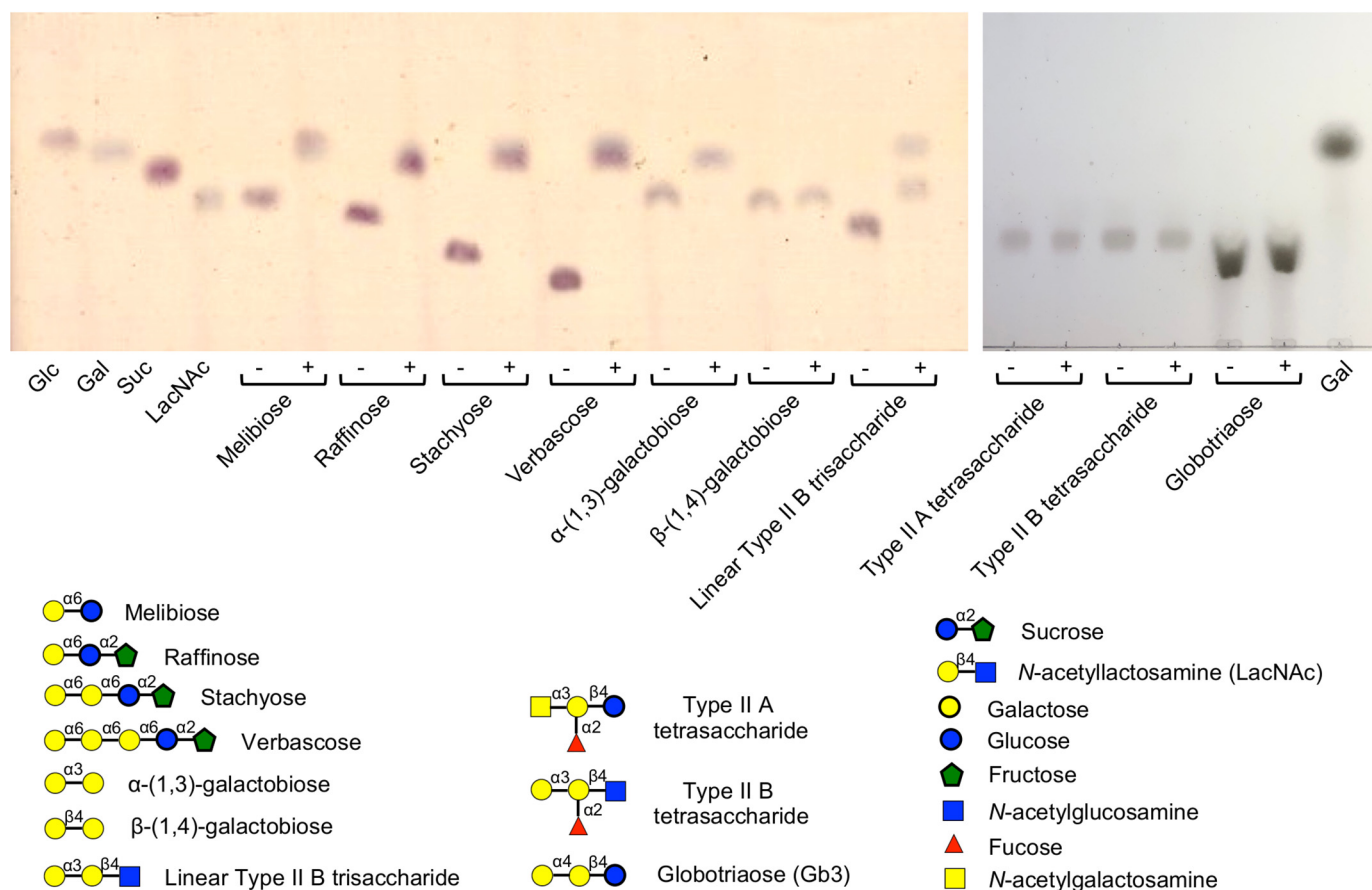 Glc
Gal
Suc
LacNAc
- +
Melibiose
- +
Raffinose
- +
Stachyose
- +
Verbascose
- +
α-(1,3)-galactobiose
- +
β-(1,4)-galactobiose
- +
Linear Type II B trisaccharide
- +
Type II A tetrasaccharide
- +
Type II B tetrasaccharide
- +
Globotriaose
Gal
α6
Melibiose
α6 α2
Raffinose
α6 α6 α2
Stachyose
α6 α6 α6 α2
Verbascose
α3
α-(1,3)-galactobiose
β4
β-(1,4)-galactobiose
α3 β4
Linear Type II B trisaccharide
α3 β4
α2
Type II A
tetrasaccharide
α3 β4
α2
Type II B
tetrasaccharide
α4 β4
Globotriaose (Gb3)
α2
Sucrose
β4
N-acetyllactosamine (LacNAc)
Galactose
Glucose
Fructose
N-acetylglucosamine
Fucose
N-acetylgalactosamine